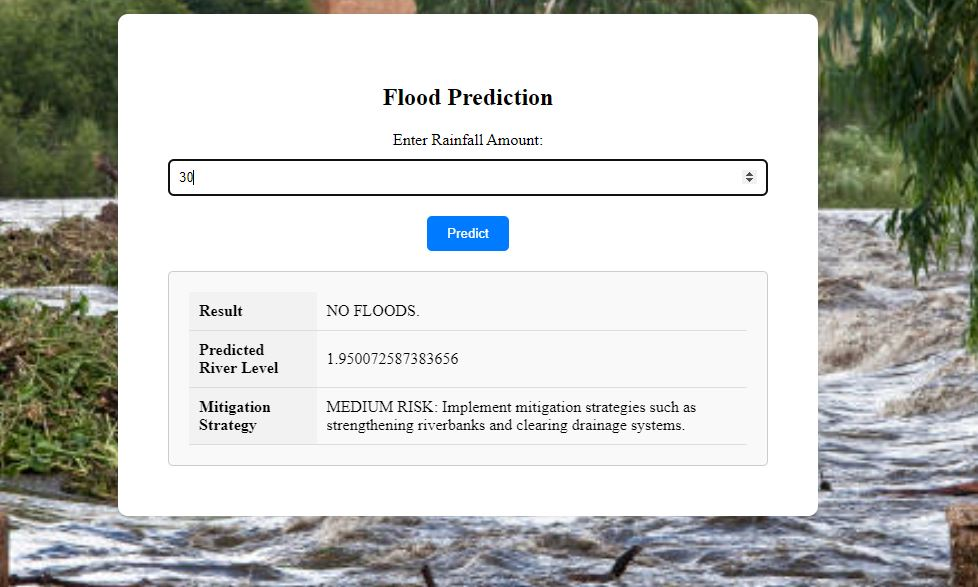 Flood Prediction
Enter Rainfall Amount:
30
Predict
Result NO FLOODS.
Predicted
River Level
1.950072587383656
Mitigation
Strategy
MEDIUM RISK: Implement mitigation strategies such as
strengthening riverbanks and clearing drainage systems.